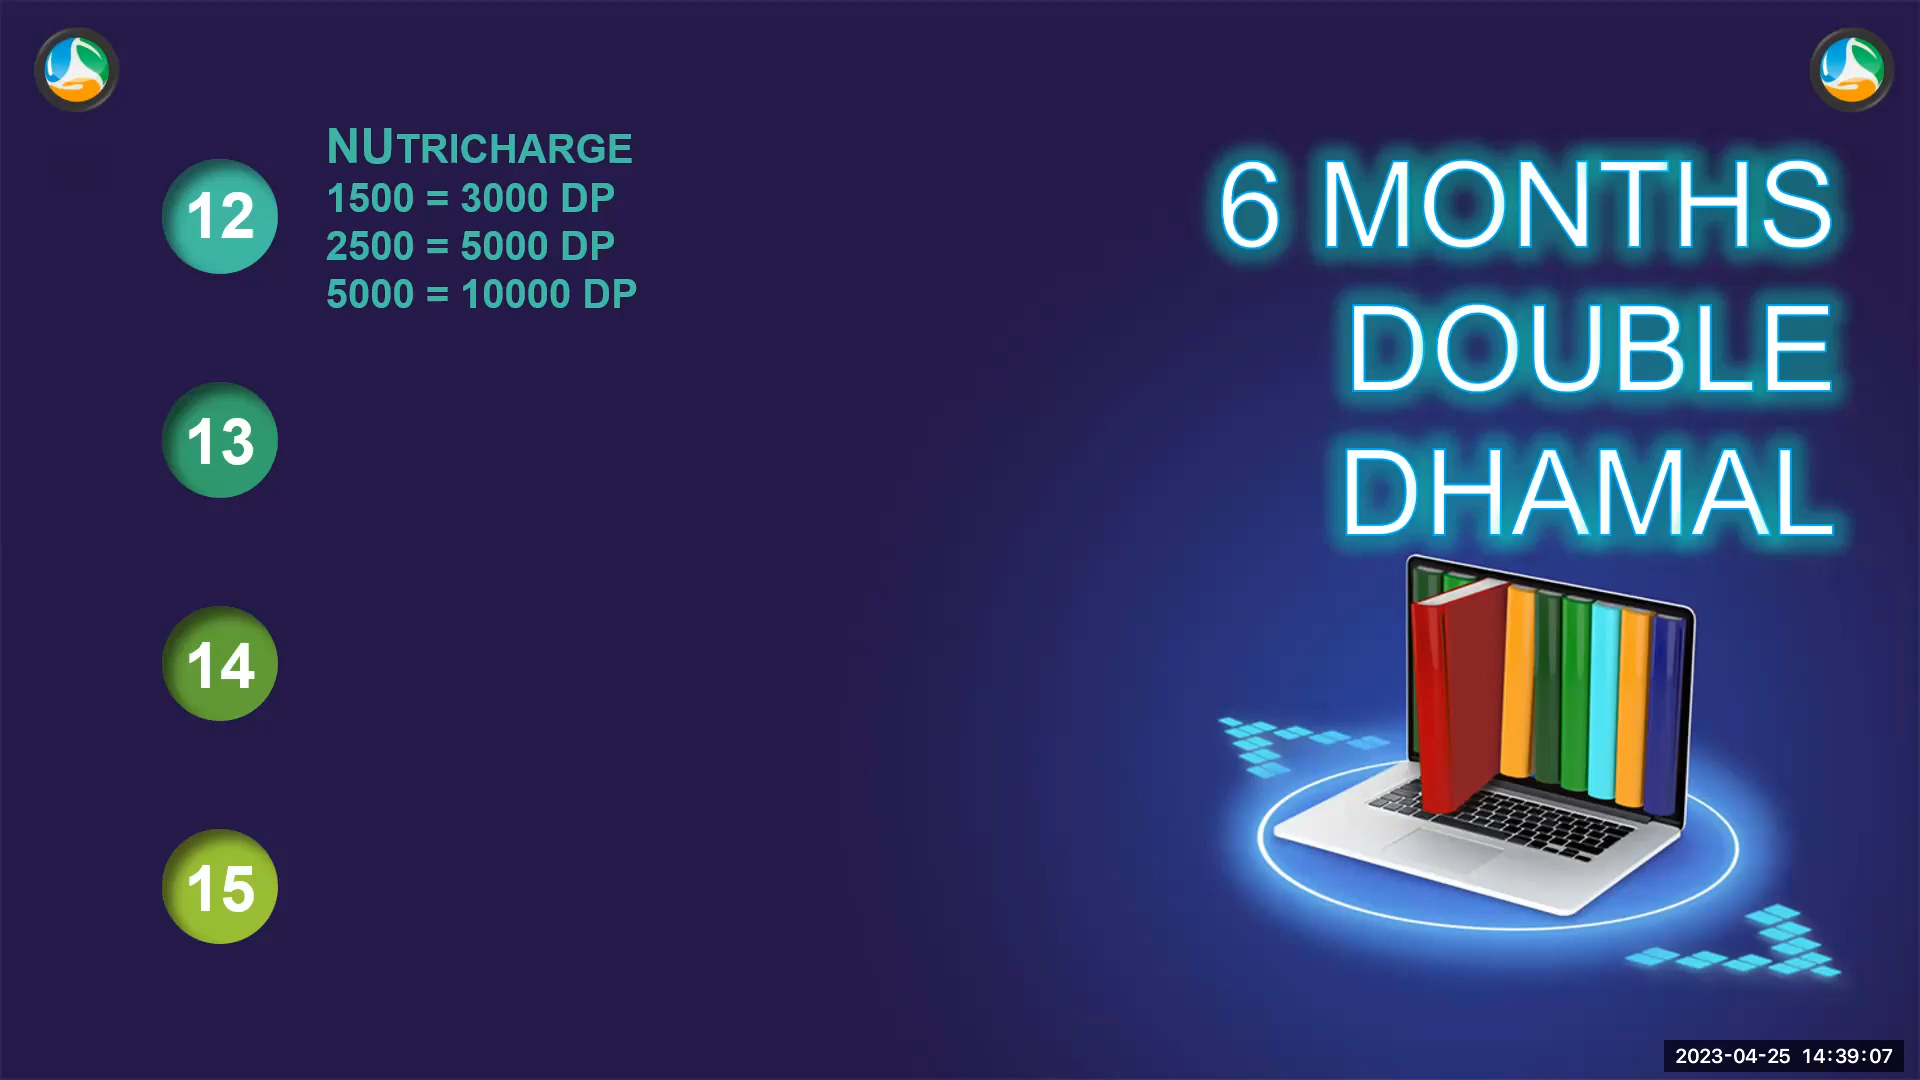 12
NUTRICHARGE
1500 = 3000 DP
2500 = 5000 DP
5000 = 10000 DP
13
14
15
6 MONTHS
DOUBLE
DHAMAL
2023-04-25 14:39:07